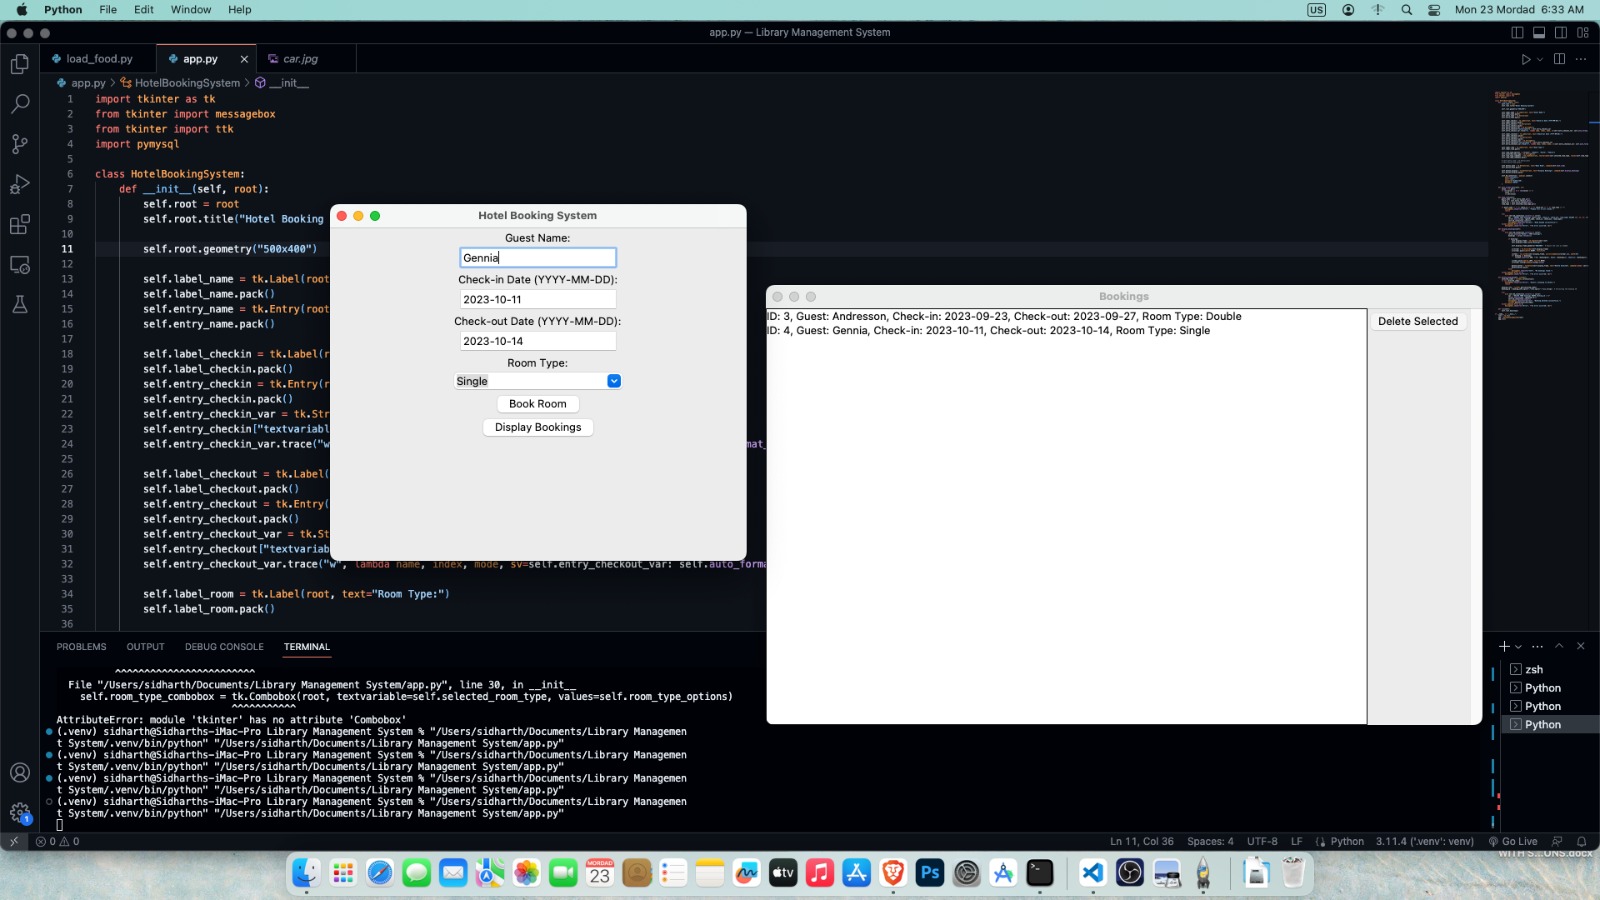 Python File Edit Window Help
US Mon 23 Mordad 6:33 AM
app.py — Library Management System
load_food.py app.py car.jpg
app.py > HotelBookingSystem > __init__
1 import tkinter as tk
2 from tkinter import messagebox
3 from tkinter import ttk
4 import pymysql
5
6 class HotelBookingSystem:
7 def __init__(self, root):
8 self.root = root
9 self.root.title("Hotel Booking
10
11 self.root.geometry("500x400")
12
13 self.label_name = tk.Label(root
14 self.label_name.pack()
15 self.entry_name = tk.Entry(root
16 self.entry_name.pack()
17
18 self.label_checkin = tk.Label(r
19 self.label_checkin.pack()
20 self.entry_checkin = tk.Entry(r
21 self.entry_checkin.pack()
22 self.entry_checkin_var = tk.Str
23 self.entry_checkin["textvariabl
24 self.entry_checkin_var.trace("w mat_
25
26 self.label_checkout = tk.Label(
27 self.label_checkout.pack()
28 self.entry_checkout = tk.Entry(
29 self.entry_checkout.pack()
30 self.entry_checkout_var = tk.St
31 self.entry_checkout["textvariab
32 self.entry_checkout_var.trace("w", lambda name, index, mode, sv=self.entry_checkout_var: self.auto_forma
33
34 self.label_room = tk.Label(root, text="Room Type:")
35 self.label_room.pack()
36
Hotel Booking System
Guest Name:
Gennia
Check-in Date (YYYY-MM-DD):
2023-10-11
Check-out Date (YYYY-MM-DD):
2023-10-14
Room Type:
Single
Book Room
Display Bookings
Bookings
ID: 3, Guest: Andresson, Check-in: 2023-09-23, Check-out: 2023-09-27, Room Type: Double
ID: 4, Guest: Gennia, Check-in: 2023-10-11, Check-out: 2023-10-14, Room Type: Single
Delete Selected
PROBLEMS OUTPUT DEBUG CONSOLE TERMINAL
^^^^^^^^^^^^^^^^^^^^^^^^
File "/Users/sidharth/Documents/Library Management System/app.py", line 30, in __init__
self.room_type_combobox = tk.Combobox(root, textvariable=self.selected_room_type, values=self.room_type_options)
^^^^^^^^^^^
AttributeError: module 'tkinter' has no attribute 'Combobox'
(.venv) sidharth@Sidharths-iMac-Pro Library Management System % "/Users/sidharth/Documents/Library Managemen
t System/.venv/bin/python" "/Users/sidharth/Documents/Library Management System/app.py"
(.venv) sidharth@Sidharths-iMac-Pro Library Management System % "/Users/sidharth/Documents/Library Managemen
t System/.venv/bin/python" "/Users/sidharth/Documents/Library Management System/app.py"
(.venv) sidharth@Sidharths-iMac-Pro Library Management System % "/Users/sidharth/Documents/Library Managemen
t System/.venv/bin/python" "/Users/sidharth/Documents/Library Management System/app.py"
(.venv) sidharth@Sidharths-iMac-Pro Library Management System % "/Users/sidharth/Documents/Library Managemen
t System/.venv/bin/python" "/Users/sidharth/Documents/Library Management System/app.py"
zsh
Python
Python
Python
1
0 0
Ln 11, Col 36 Spaces: 4 UTF-8 LF Python 3.11.4 ('.venv': venv) Go Live
WITH S...ONS.docx
MORDAD
23
tv
Ps